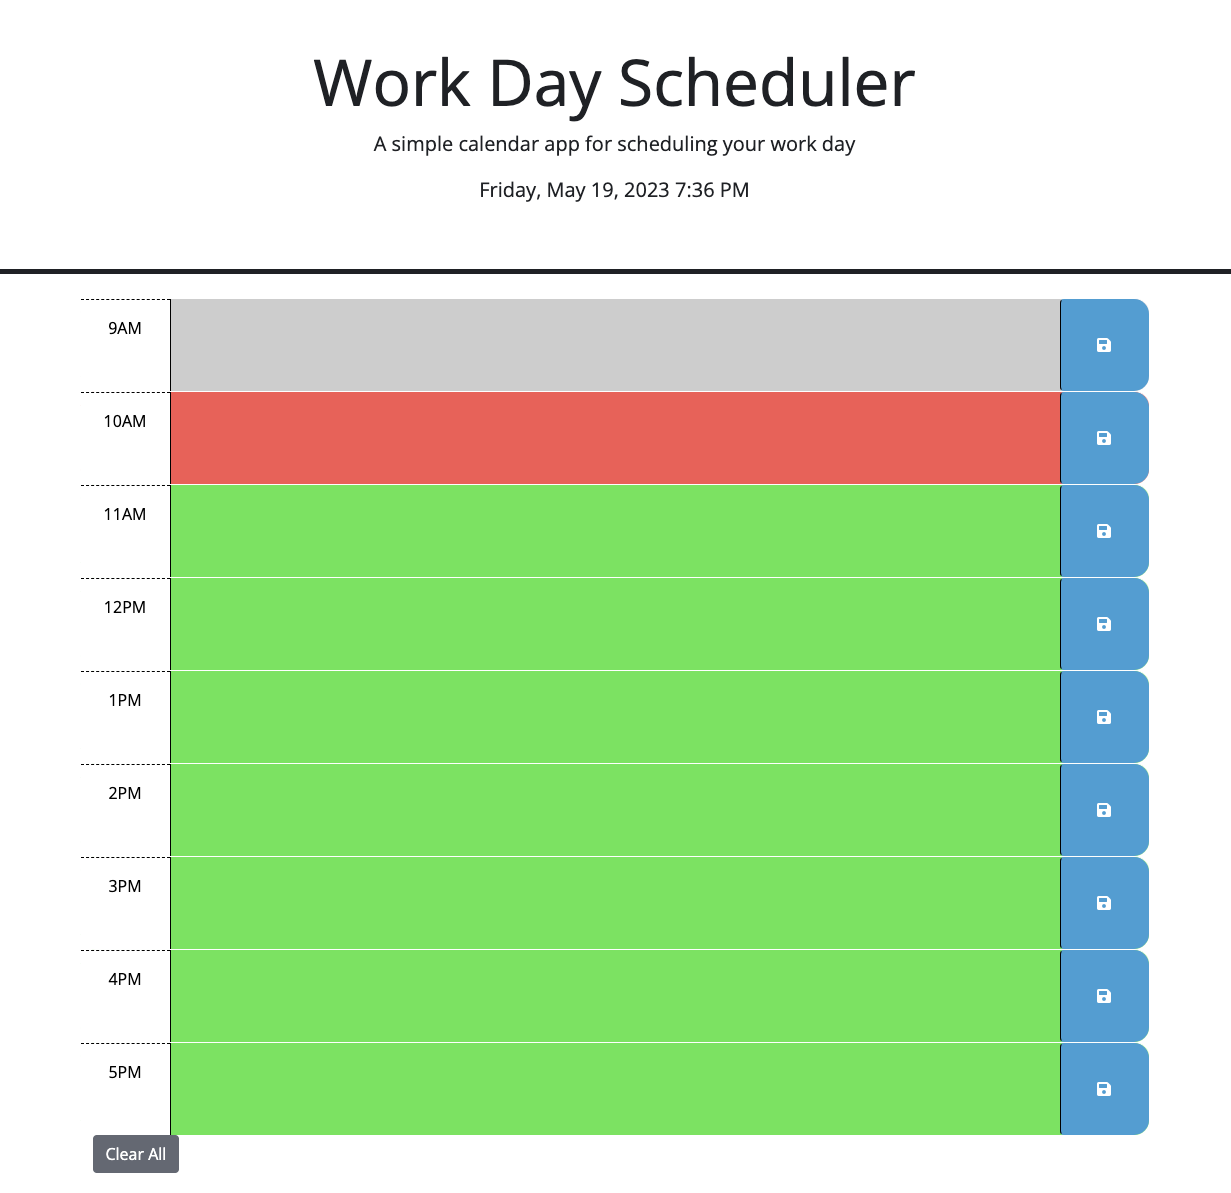 Work Day Scheduler
A simple calendar app for scheduling your work day
Friday, May 19, 2023 7:36 PM
9AM
10AM
11AM
12PM
1PM
2PM
3PM
4PM
5PM
Clear All